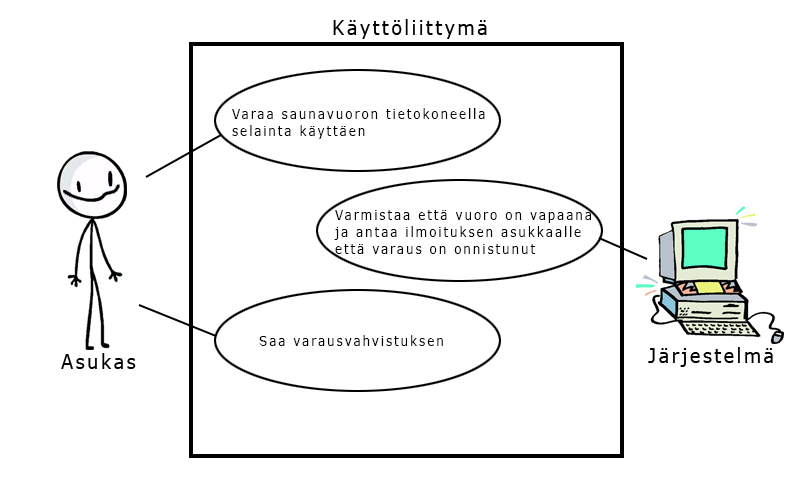 Käyttöliittymä
Varaa saunavuoron tietokoneella
selainta käyttäen
Varmistaa että vuoro on vapaana
ja antaa ilmoituksen asukkaalle
että varaus on onnistunut
Saa varausvahvistuksen
Asukas
Järjestelmä